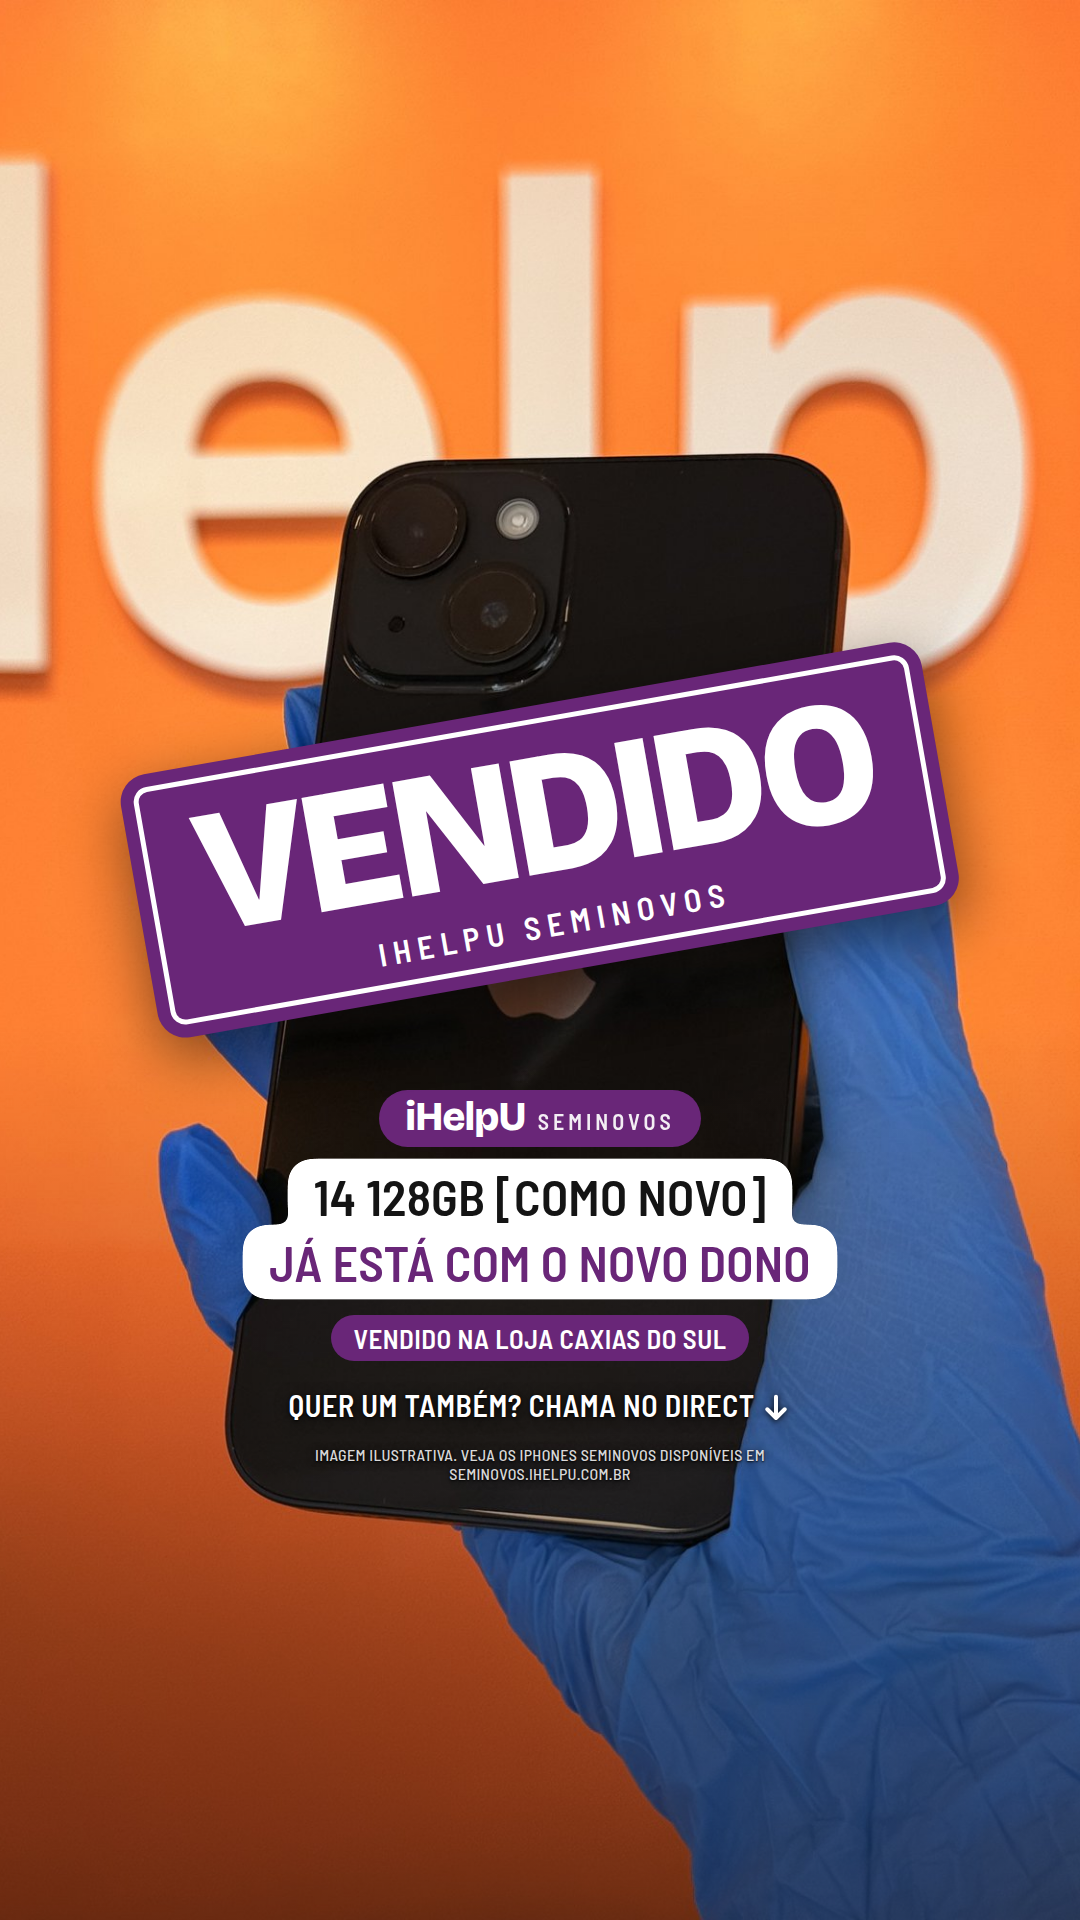 Help
VENDIDO
IHELPU SEMINOVOS
iHelpU SEMINOVOS
14 128GB [COMO NOVO]
JÁ ESTÁ COM O NOVO DONO
VENDIDO NA LOJA CAXIAS DO SUL
QUER UM TAMBÉM? CHAMA NO DIRECT ↓
IMAGEM ILUSTRATIVA. VEJA OS IPHONES SEMINOVOS DISPONÍVEIS EM
SEMINOVOS.IHELPU.COM.BR